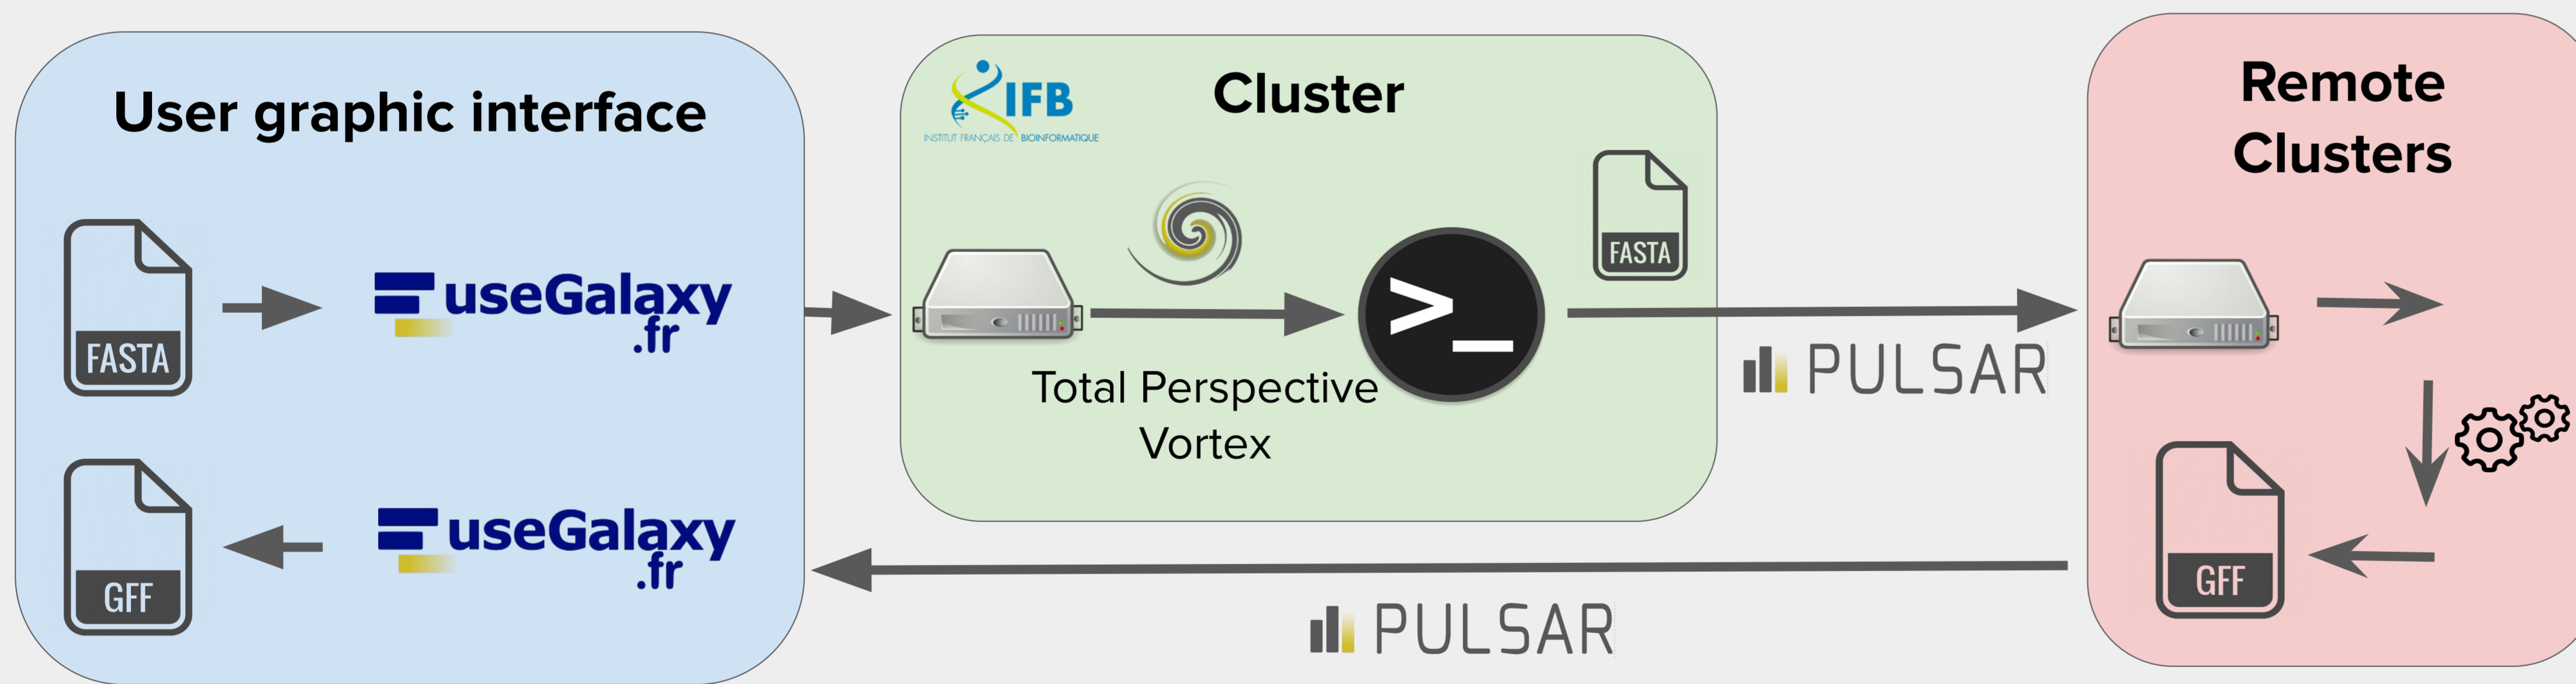 User graphic interface
FASTA
useGalaxy
.fr
GFF
useGalaxy
.fr
IFB
INSTITUT FRANÇAIS DE BIOINFORMATIQUE
Cluster
Total Perspective
Vortex
>_
FASTA
PULSAR
PULSAR
Remote
Clusters
GFF